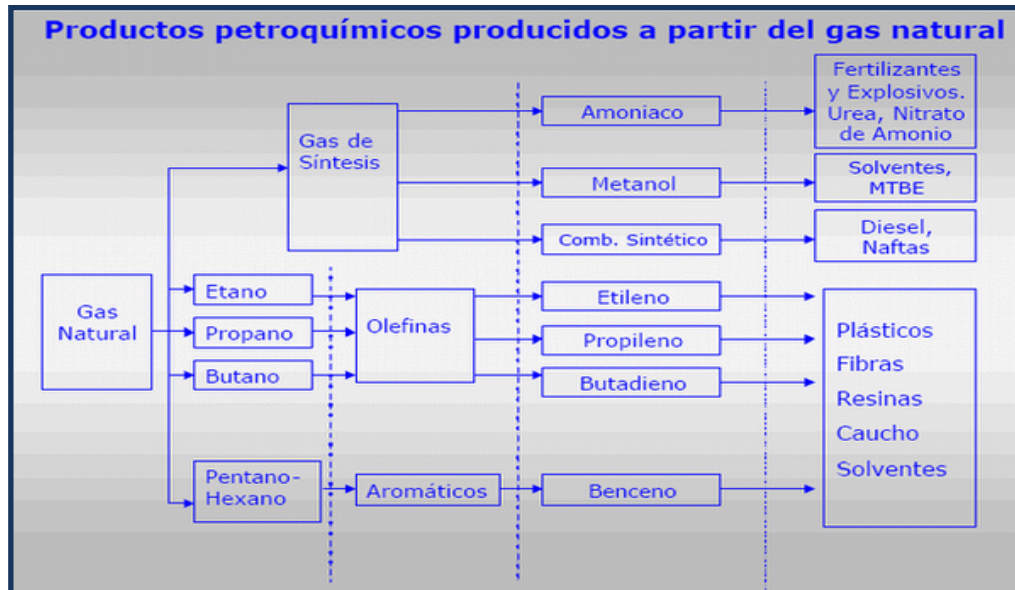 Productos petroquímicos producidos a partir del gas natural
Gas
Natural
Gas de
Síntesis
Etano
Propano
Butano
Pentano-
Hexano
Olefinas
Aromáticos
Amoniaco
Metanol
Comb. Sintético
Etileno
Propileno
Butadieno
Benceno
Fertilizantes
y Explosivos.
Urea, Nitrato
de Amonio
Solventes,
MTBE
Diesel,
Naftas
Plásticos
Fibras
Resinas
Caucho
Solventes